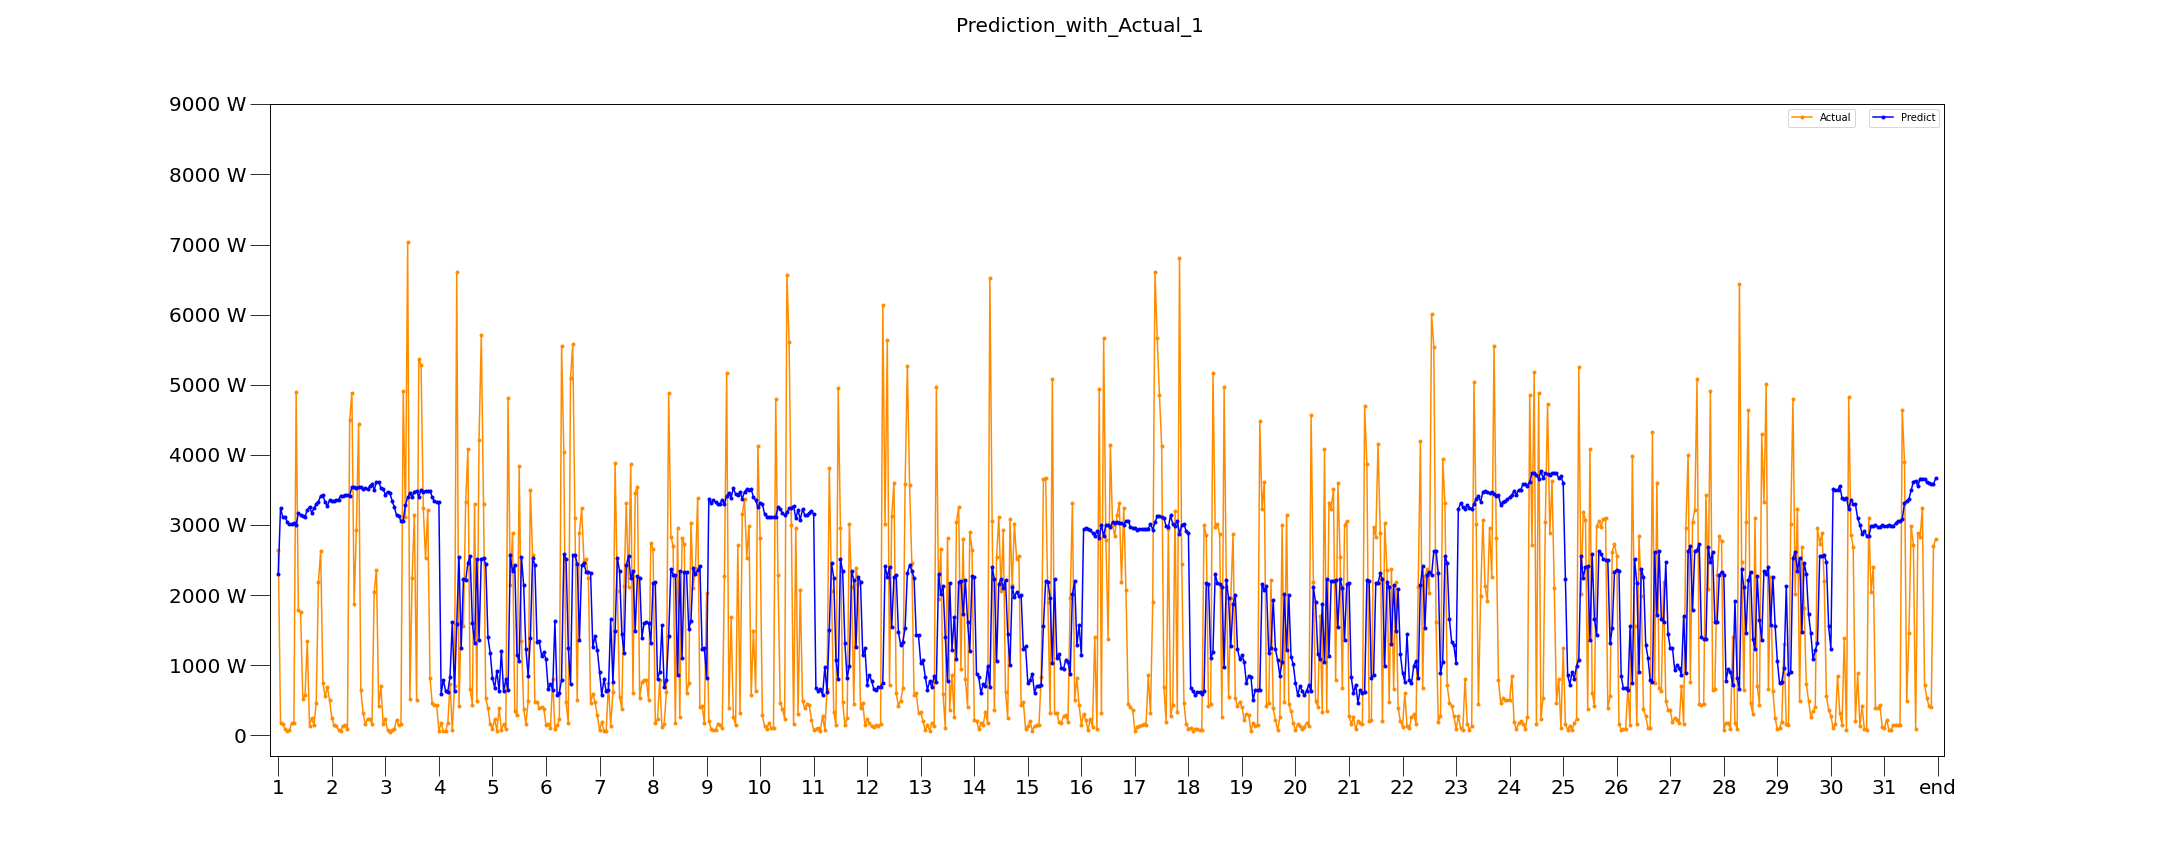 Prediction_with_Actual_1
9000 W
8000 W
7000 W
6000 W
5000 W
4000 W
3000 W
2000 W
1000 W
0
Actual Predict
1 2 3 4 5 6 7 8 9 10 11 12 13 14 15 16 17 18 19 20 21 22 23 24 25 26 27 28 29 30 31 end